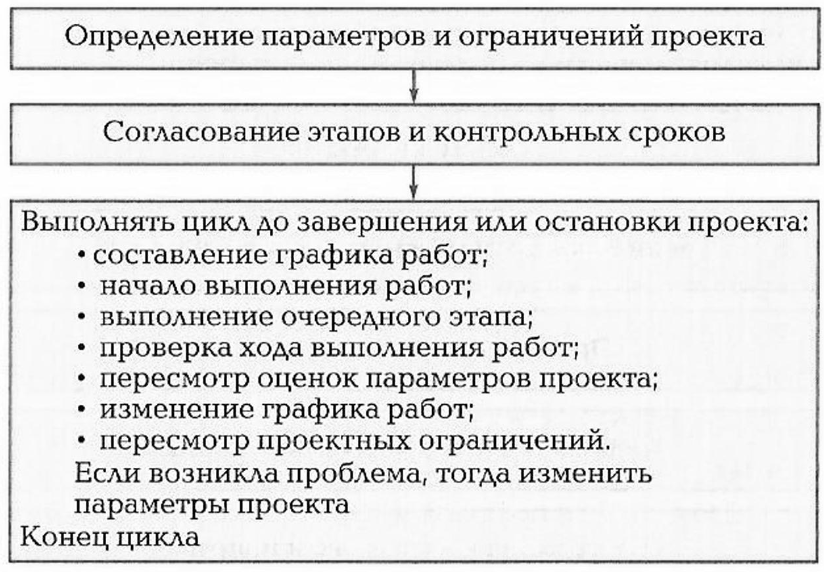 Определение параметров и ограничений проекта
Согласование этапов и контрольных сроков
Выполнять цикл до завершения или остановки проекта:
• составление графика работ;
• начало выполнения работ;
• выполнение очередного этапа;
• проверка хода выполнения работ;
• пересмотр оценок параметров проекта;
• изменение графика работ;
• пересмотр проектных ограничений.
Если возникла проблема, тогда изменить
параметры проекта
Конец цикла